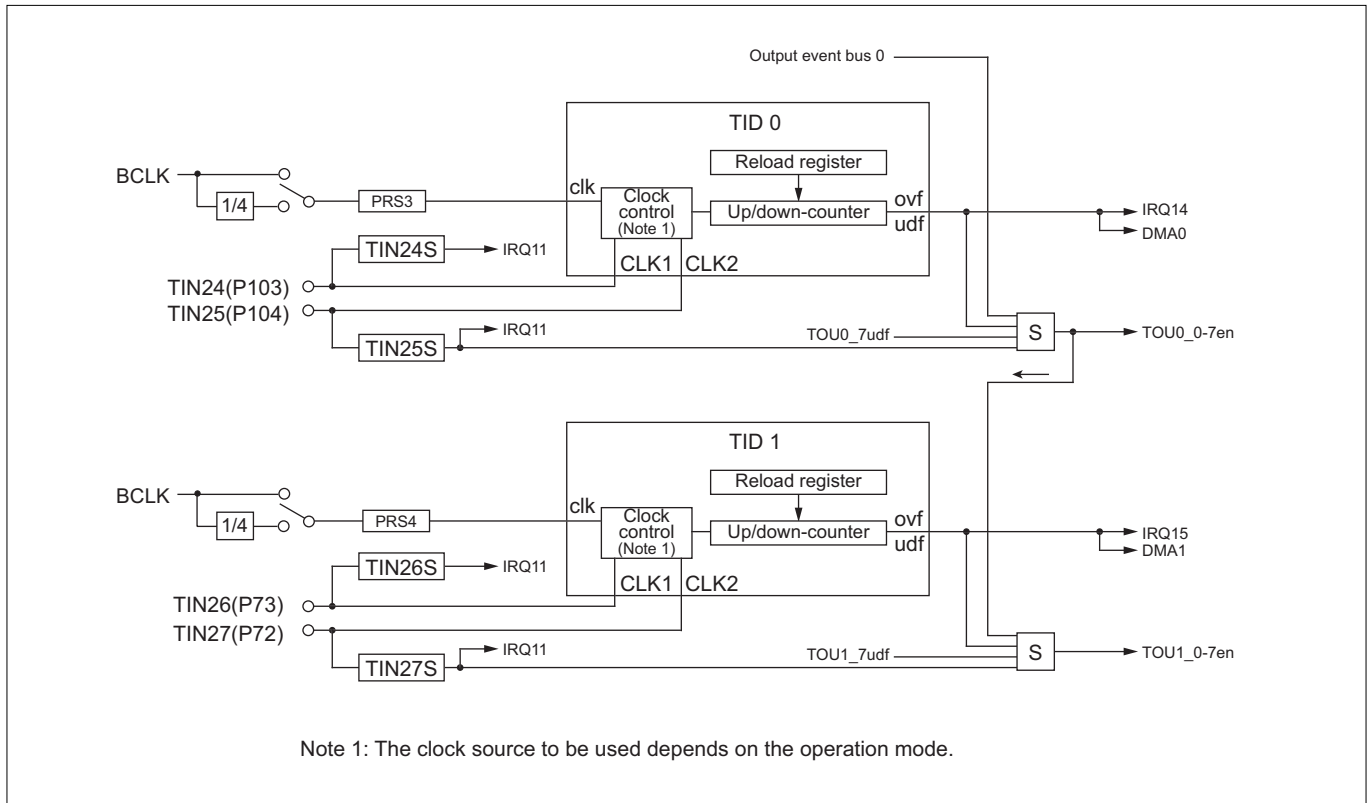 Output event bus 0
TID 0
Reload register
BCLK
1/4
PRS3
clk
Clock
control
(Note 1)
Up/down-counter
ovf
udf
IRQ14
DMA0
TIN24S
IRQ11
CLK1
CLK2
TIN24(P103)
TIN25(P104)
IRQ11
TIN25S
TOU0_7udf
S
TOU0_0-7en
TID 1
Reload register
BCLK
1/4
PRS4
clk
Clock
control
(Note 1)
Up/down-counter
ovf
udf
IRQ15
DMA1
TIN26S
IRQ11
CLK1
CLK2
TIN26(P73)
TIN27(P72)
IRQ11
TIN27S
TOU1_7udf
S
TOU1_0-7en
Note 1: The clock source to be used depends on the operation mode.